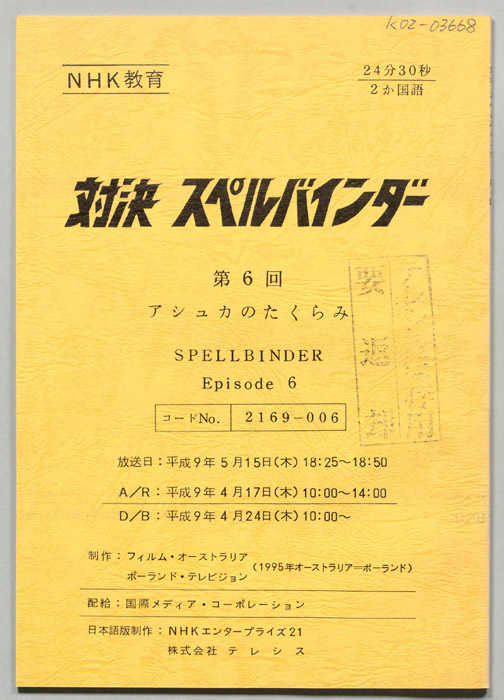 K02-03668
NHK教育
24分30秒
2か国語
対決 スペルバインダー
第6回
アシュカのたくらみ
SPELLBINDER
Episode 6
コードNo. 2169-006
放送日:平成9年5月15日(木)18:25〜18:50
A/R:平成9年4月17日(木)10:00〜14:00
D/B:平成9年4月24日(木)10:00〜
制作:フィルム・オーストラリア
ポーランド・テレビジョン
(1995年オーストラリア=ポーランド)
配給:国際メディア・コーポレーション
日本語版制作:NHKエンタープライズ21
株式会社テレシス